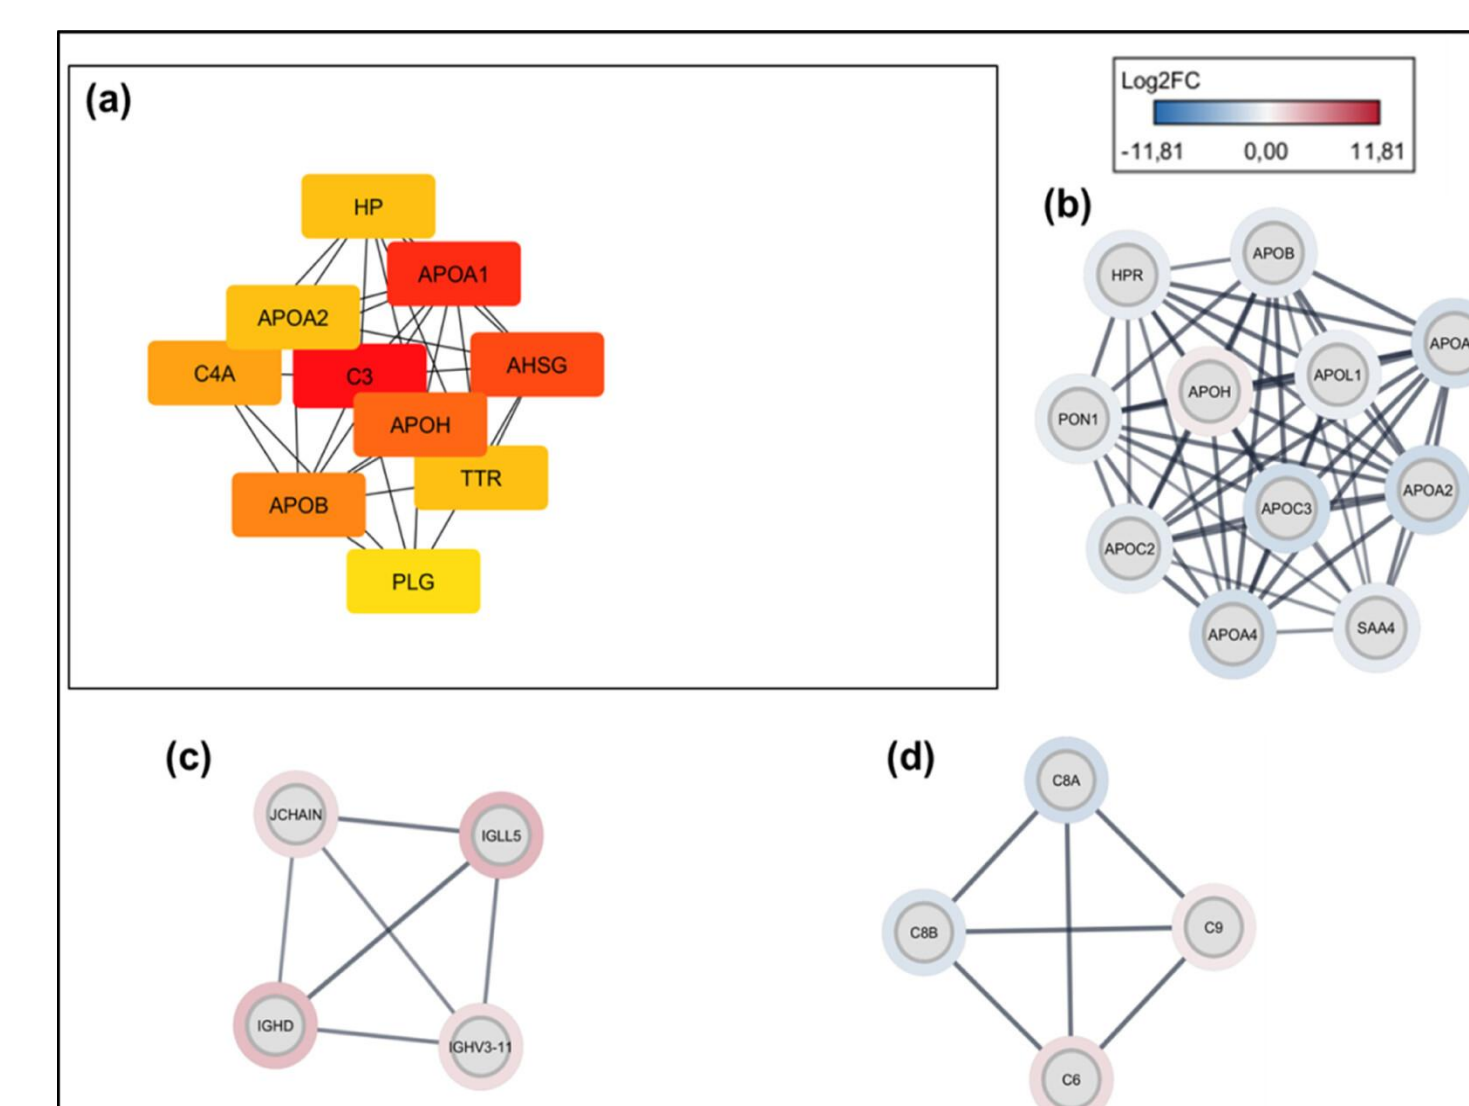 (a)
HP
APOA1
APOA2
C4A
C3
AHSG
APOH
TTR
APOB
PLG
Log2FC
-11,81 0,00 11,81
(b)
HPR
APOB
APOA
APOL1
APOH
PON1
APOA2
APOC3
APOC2
APOA4
SAA4
(c)
JCHAIN
IGLL5
IGHD
IGHV3-11
(d)
C8A
C8B
C9
C6